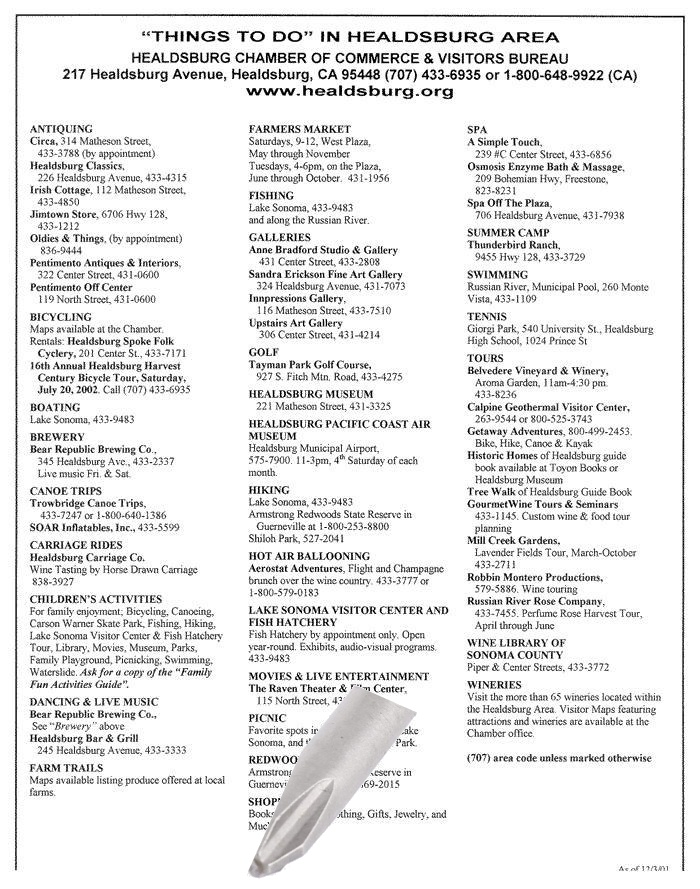 “THINGS TO DO” IN HEALDSBURG AREA
HEALDSBURG CHAMBER OF COMMERCE & VISITORS BUREAU
217 Healdsburg Avenue, Healdsburg, CA 95448 (707) 433-6935 or 1-800-648-9922 (CA)
www.healdsburg.org
ANTIQUING
Circa, 314 Matheson Street,
433-3788 (by appointment)
Healdsburg Classics,
226 Healdsburg Avenue, 433-4315
Irish Cottage, 112 Matheson Street,
433-4850
Jimtown Store, 6706 Hwy 128,
433-1212
Oldies & Things, (by appointment)
836-9444
Pentimento Antiques & Interiors,
322 Center Street, 431-0600
Pentimento Off Center
119 North Street, 431-0600
BICYCLING
Maps available at the Chamber.
Rentals: Healdsburg Spoke Folk
Cyclery, 201 Center St., 433-7171
16th Annual Healdsburg Harvest
Century Bicycle Tour, Saturday,
July 20, 2002. Call (707) 433-6935
BOATING
Lake Sonoma, 433-9483
BREWERY
Bear Republic Brewing Co.,
345 Healdsburg Ave., 433-2337
Live music Fri. & Sat.
CANOE TRIPS
Trowbridge Canoe Trips,
433-7247 or 1-800-640-1386
SOAR Inflatables, Inc., 433-5599
CARRIAGE RIDES
Healdsburg Carriage Co.
Wine Tasting by Horse Drawn Carriage
838-3927
CHILDREN'S ACTIVITIES
For family enjoyment; Bicycling, Canoeing,
Carson Warner Skate Park, Fishing, Hiking,
Lake Sonoma Visitor Center & Fish Hatchery
Tour, Library, Movies, Museum, Parks,
Family Playground, Picnicking, Swimming,
Waterslide. Ask for a copy of the “Family
Fun Activities Guide”.
DANCING & LIVE MUSIC
Bear Republic Brewing Co.,
See “Brewery” above
Healdsburg Bar & Grill
245 Healdsburg Avenue, 433-3333
FARM TRAILS
Maps available listing produce offered at local
farms.
FARMERS MARKET
Saturdays, 9-12, West Plaza,
May through November
Tuesdays, 4-6pm, on the Plaza,
June through October. 431-1956
FISHING
Lake Sonoma, 433-9483
and along the Russian River.
GALLERIES
Anne Bradford Studio & Gallery
431 Center Street, 433-2808
Sandra Erickson Fine Art Gallery
324 Healdsburg Avenue, 431-7073
Innpressions Gallery,
116 Matheson Street, 433-7510
Upstairs Art Gallery
306 Center Street, 431-4214
GOLF
Tayman Park Golf Course,
927 S. Fitch Mtn. Road, 433-4275
HEALDSBURG MUSEUM
221 Matheson Street, 431-3325
HEALDSBURG PACIFIC COAST AIR
MUSEUM
Healdsburg Municipal Airport,
575-7900. 11-3pm, 4th Saturday of each
month.
HIKING
Lake Sonoma, 433-9483
Armstrong Redwoods State Reserve in
Guerneville at 1-800-253-8800
Shiloh Park, 527-2041
HOT AIR BALLOONING
Aerostat Adventures, Flight and Champagne
brunch over the wine country. 433-3777 or
1-800-579-0183
LAKE SONOMA VISITOR CENTER AND
FISH HATCHERY
Fish Hatchery by appointment only. Open
year-round. Exhibits, audio-visual programs.
433-9483
MOVIES & LIVE ENTERTAINMENT
The Raven Theater & Film Center,
115 North Street, 433
PICNIC
Favorite spots in ake
Sonoma, and Park.
REDWOO
Armstrong eserve in
Guernevi 69-2015
SHOP
Books thing, Gifts, Jewelry, and
Muc
SPA
A Simple Touch,
239 #C Center Street, 433-6856
Osmosis Enzyme Bath & Massage,
209 Bohemian Hwy, Freestone,
823-8231
Spa Off The Plaza,
706 Healdsburg Avenue, 431-7938
SUMMER CAMP
Thunderbird Ranch,
9455 Hwy 128, 433-3729
SWIMMING
Russian River, Municipal Pool, 260 Monte
Vista, 433-1109
TENNIS
Giorgi Park, 540 University St., Healdsburg
High School, 1024 Prince St
TOURS
Belvedere Vineyard & Winery,
Aroma Garden, 11am-4:30 pm.
433-8236
Calpine Geothermal Visitor Center,
263-9544 or 800-525-3743
Getaway Adventures, 800-499-2453.
Bike, Hike, Canoe & Kayak
Historic Homes of Healdsburg guide
book available at Toyon Books or
Healdsburg Museum
Tree Walk of Healdsburg Guide Book
GourmetWine Tours & Seminars
433-1145. Custom wine & food tour
planning
Mill Creek Gardens,
Lavender Fields Tour, March-October
433-2711
Robbin Montero Productions,
579-5886. Wine touring
Russian River Rose Company,
433-7455. Perfume Rose Harvest Tour,
April through June
WINE LIBRARY OF
SONOMA COUNTY
Piper & Center Streets, 433-3772
WINERIES
Visit the more than 65 wineries located within
the Healdsburg Area. Visitor Maps featuring
attractions and wineries are available at the
Chamber office.
(707) area code unless marked otherwise
As of 12/3/01